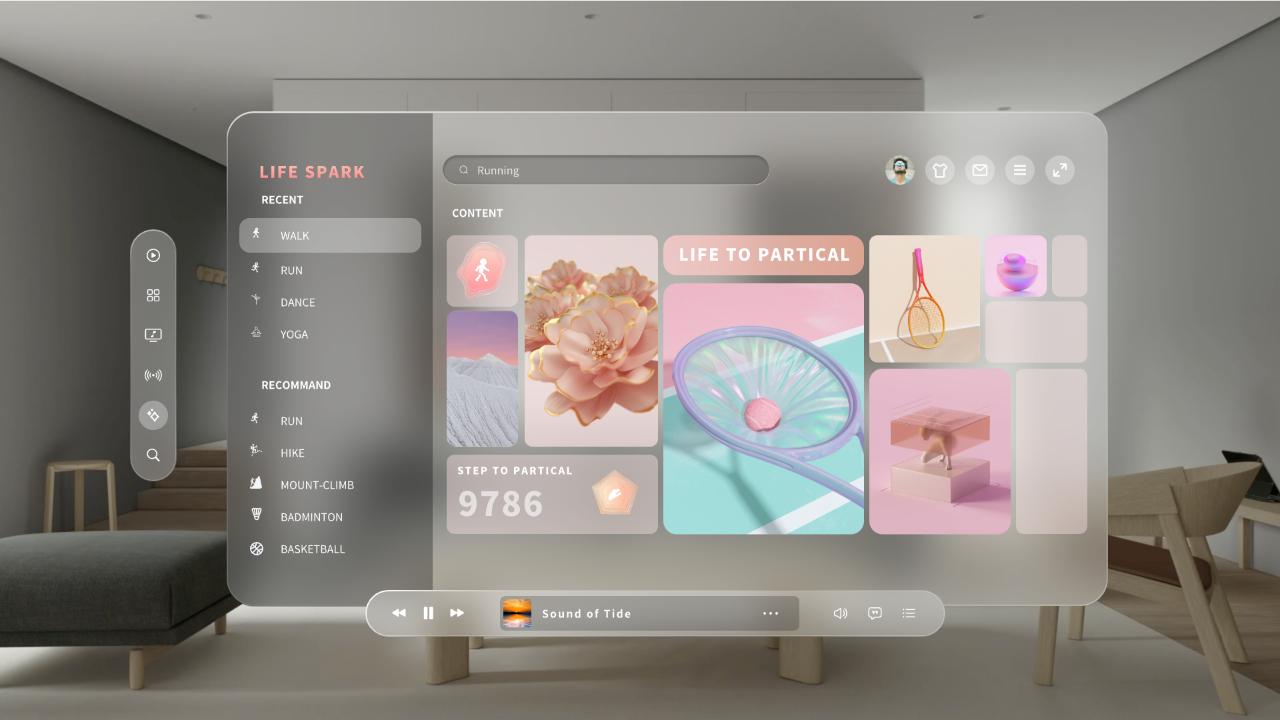 LIFE SPARK
RECENT
WALK
RUN
DANCE
YOGA
RECOMMAND
RUN
HIKE
MOUNT-CLIMB
BADMINTON
BASKETBALL
Running
CONTENT
LIFE TO PARTICAL
STEP TO PARTICAL
9786
Sound of Tide